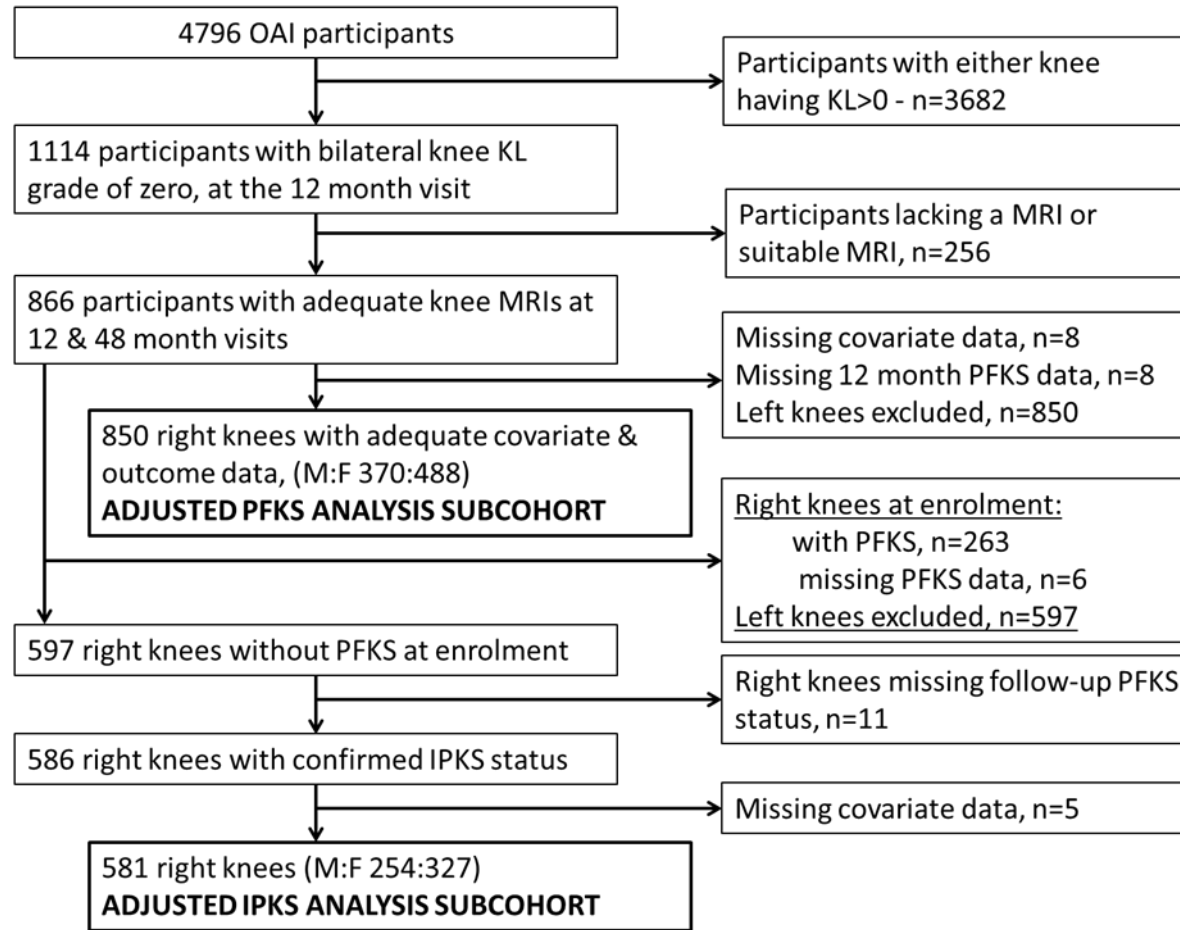 4796 OAI participants
Participants with either knee
having KL>0 - n=3682
1114 participants with bilateral knee KL
grade of zero, at the 12 month visit
Participants lacking a MRI or
suitable MRI, n=256
866 participants with adequate knee MRIs at
12 & 48 month visits
Missing covariate data, n=8
Missing 12 month PFKS data, n=8
Left knees excluded, n=850
850 right knees with adequate covariate &
outcome data, (M:F 370:488)
ADJUSTED PFKS ANALYSIS SUBCOHORT
Right knees at enrolment:
with PFKS, n=263
missing PFKS data, n=6
Left knees excluded, n=597
597 right knees without PFKS at enrolment
Right knees missing follow-up PFKS
status, n=11
586 right knees with confirmed IPKS status
Missing covariate data, n=5
581 right knees (M:F 254:327)
ADJUSTED IPKS ANALYSIS SUBCOHORT